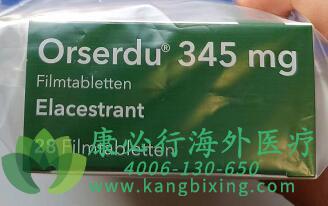 Orserdu® 345 mg
Filmtabletten
Elacestrant
康必行海外医疗
28 Filmtabletten
4006-130-650
www.kangbixing.com